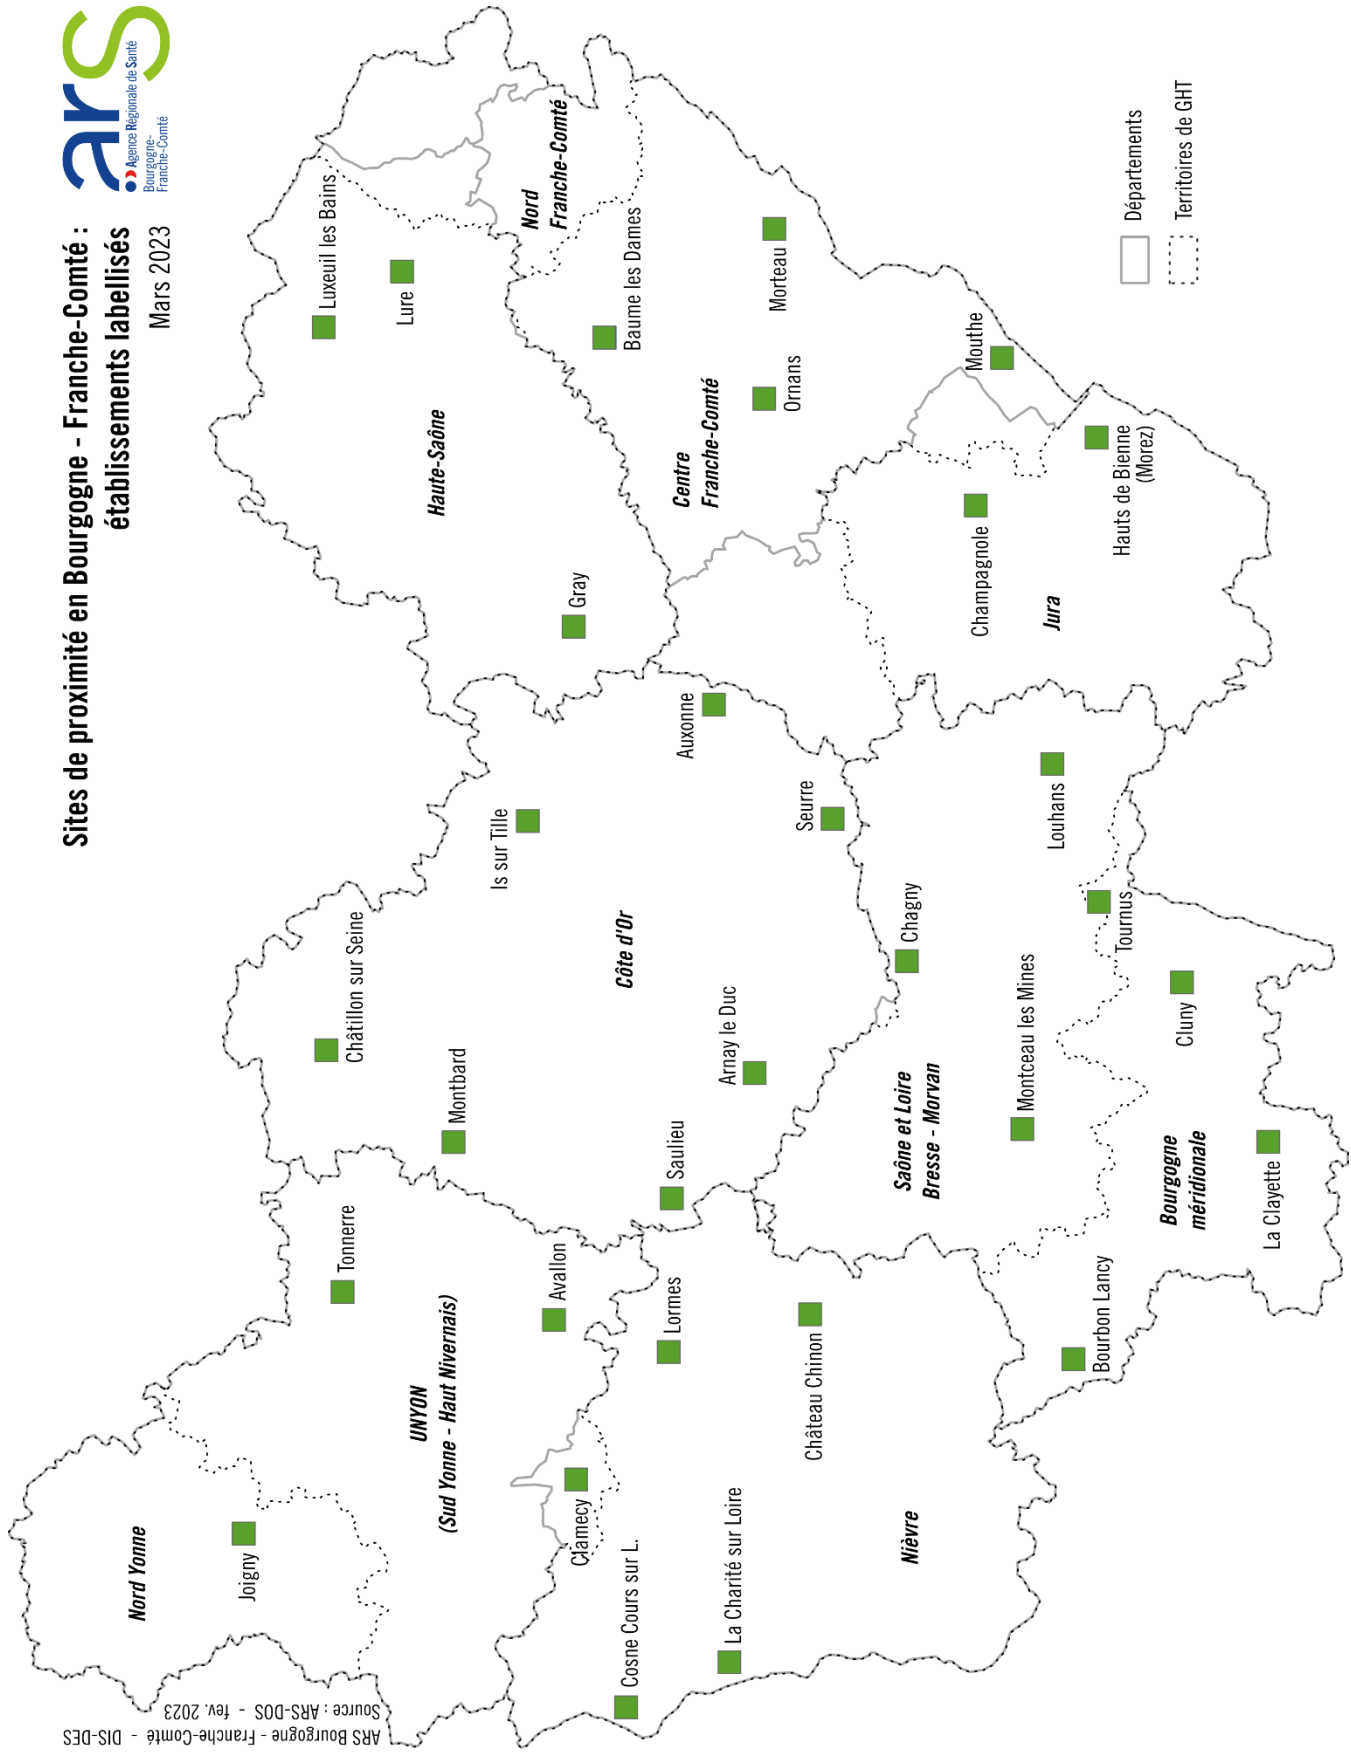 Sites de proximité en Bourgogne - Franche-Comté :
établissements labellisés
Mars 2023
ars
Agence Régionale de Santé
Bourgogne-
Franche-Comté
Nord Yonne
Joigny
Tonnerre
UNYON
(Sud Yonne - Haut Nivernais)
Avallon
Clamecy
Châtillon sur Seine
Montbard
Is sur Tille
Côte d'Or
Saulieu
Arnay le Duc
Auxonne
Seurre
Luxeuil les Bains
Lure
Haute-Saône
Gray
Nord
Franche-Comté
Baume les Dames
Centre
Franche-Comté
Ornans
Morteau
Mouthe
Cosne Cours sur L.
La Charité sur Loire
Lormes
Château Chinon
Nièvre
Chagny
Saône et Loire
Bresse - Morvan
Montceau les Mines
Louhans
Tournus
Bourbon Lancy
Bourgogne
méridionale
Cluny
La Clayette
Champagnole
Jura
Hauts de Bienne
(Morez)
Départements
Territoires de GHT
ARS Bourgogne - Franche-Comté - DIS-DES
Source : ARS-DOS - fev. 2023